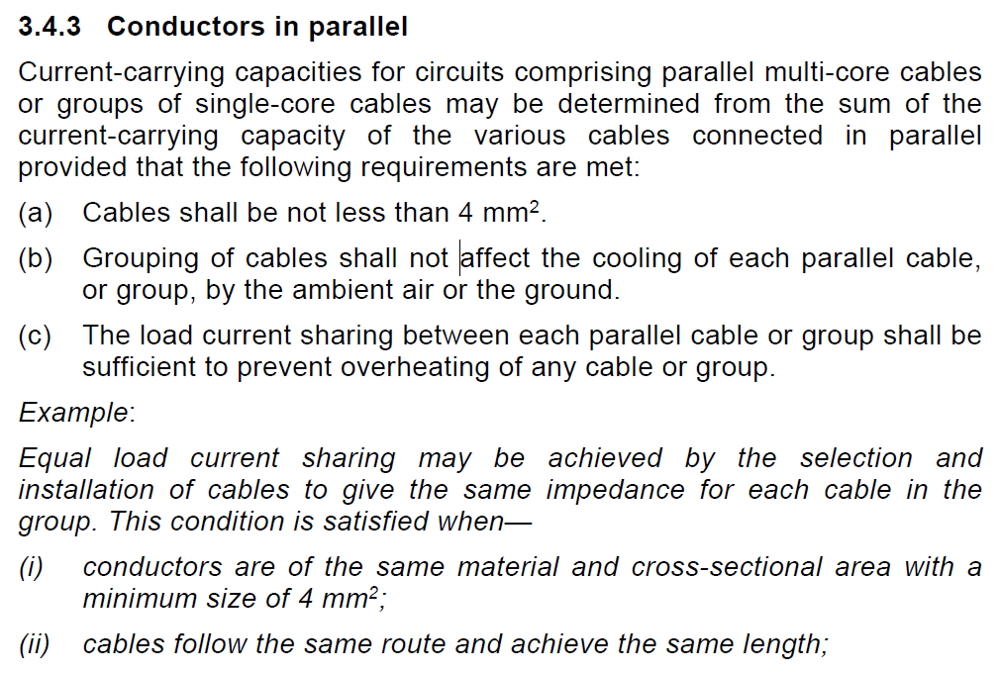 3.4.3 Conductors in parallel
Current-carrying capacities for circuits comprising parallel multi-core cables
or groups of single-core cables may be determined from the sum of the
current-carrying capacity of the various cables connected in parallel
provided that the following requirements are met:
(a) Cables shall be not less than 4 mm².
(b) Grouping of cables shall not affect the cooling of each parallel cable,
or group, by the ambient air or the ground.
(c) The load current sharing between each parallel cable or group shall be
sufficient to prevent overheating of any cable or group.
Example:
Equal load current sharing may be achieved by the selection and
installation of cables to give the same impedance for each cable in the
group. This condition is satisfied when—
(i) conductors are of the same material and cross-sectional area with a
minimum size of 4 mm²;
(ii) cables follow the same route and achieve the same length;